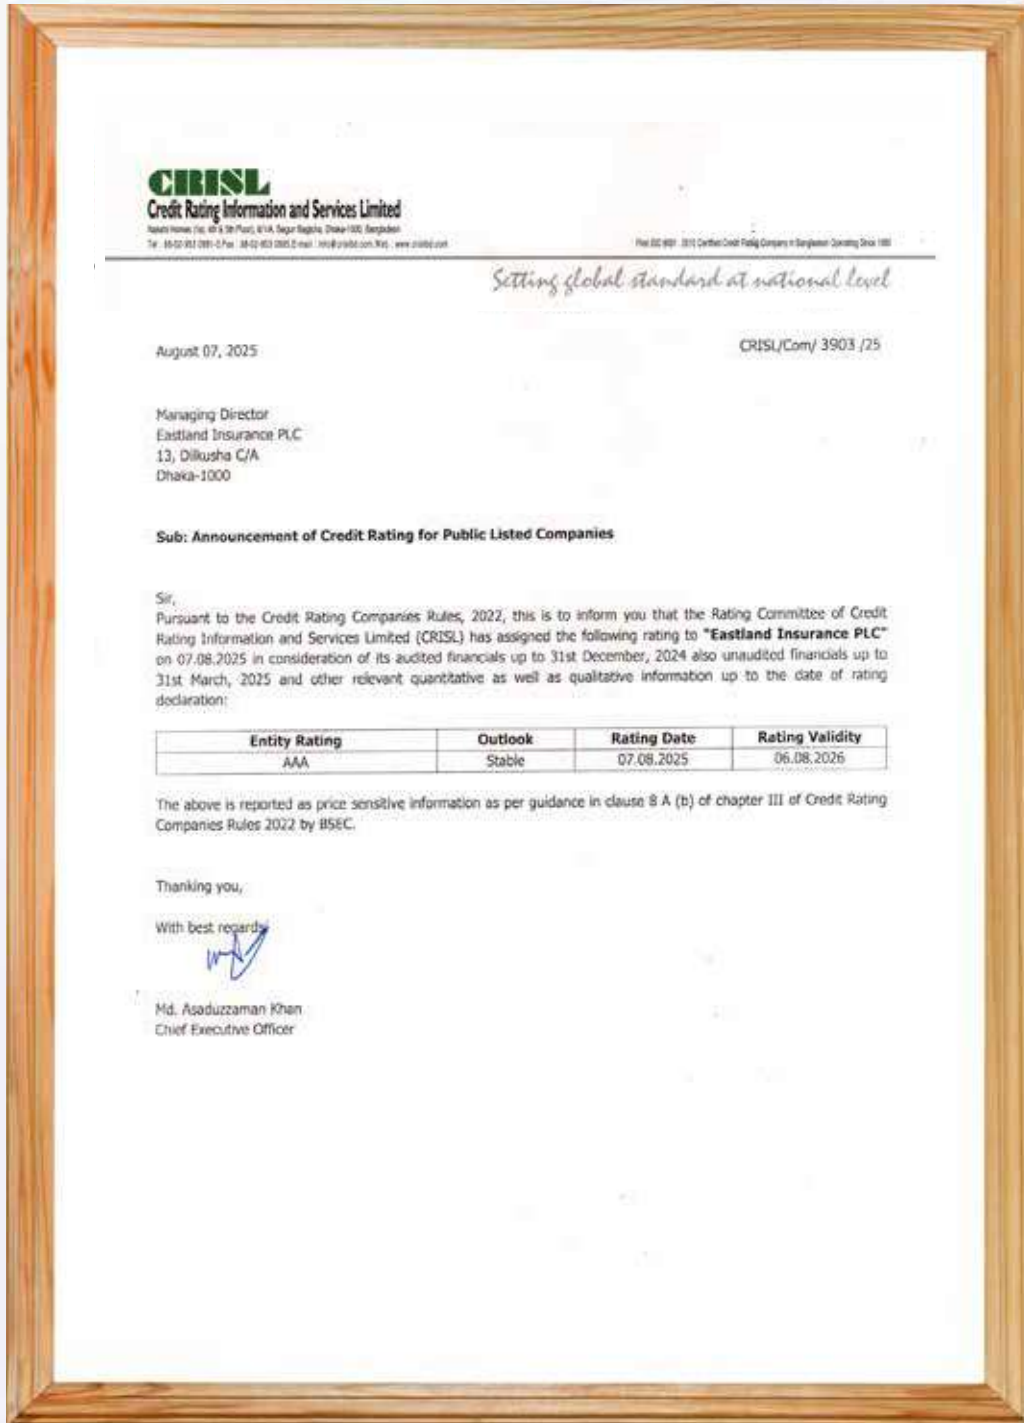 CRISL
Credit Rating Information and Services Limited
Setting global standard at national level
August 07, 2025
CRISL/Com/ 3903 /25
Managing Director
Eastland Insurance PLC
13, Dilkusha C/A
Dhaka-1000
Sub: Announcement of Credit Rating for Public Listed Companies
Sir,
Pursuant to the Credit Rating Companies Rules, 2022, this is to inform you that the Rating Committee of Credit
Rating Information and Services Limited (CRISL) has assigned the following rating to "Eastland Insurance PLC"
on 07.08.2025 in consideration of its audited financials up to 31st December, 2024 also unaudited financials up to
31st March, 2025 and other relevant quantitative as well as qualitative information up to the date of rating
declaration:
Entity Rating Outlook Rating Date Rating Validity
AAA Stable 07.08.2025 06.08.2026
The above is reported as price sensitive information as per guidance in clause 8 A (b) of chapter III of Credit Rating
Companies Rules 2022 by BSEC.
Thanking you,
With best regards
Md. Asaduzzaman Khan
Chief Executive Officer